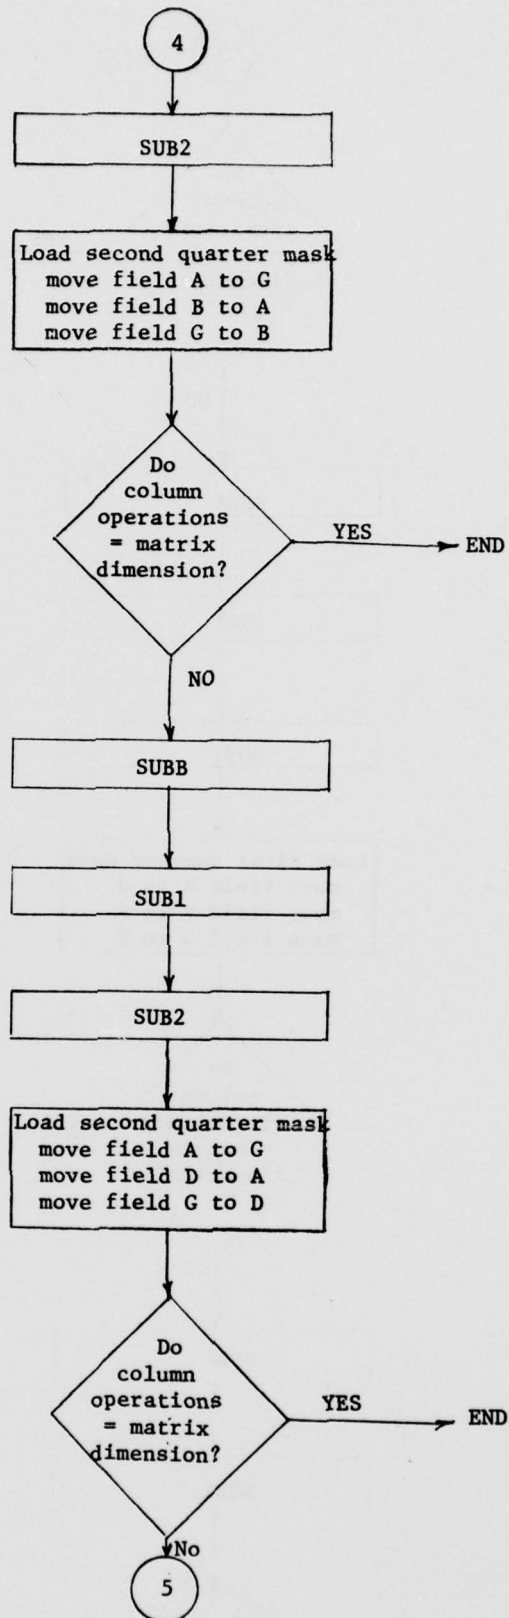 4
SUB2
Load second quarter mask
move field A to G
move field B to A
move field G to B
Do
column
operations
= matrix
dimension?
YES
END
NO
SUBB
SUB1
SUB2
Load second quarter mask
move field A to G
move field D to A
move field G to D
Do
column
operations
= matrix
dimension?
YES
END
No
5